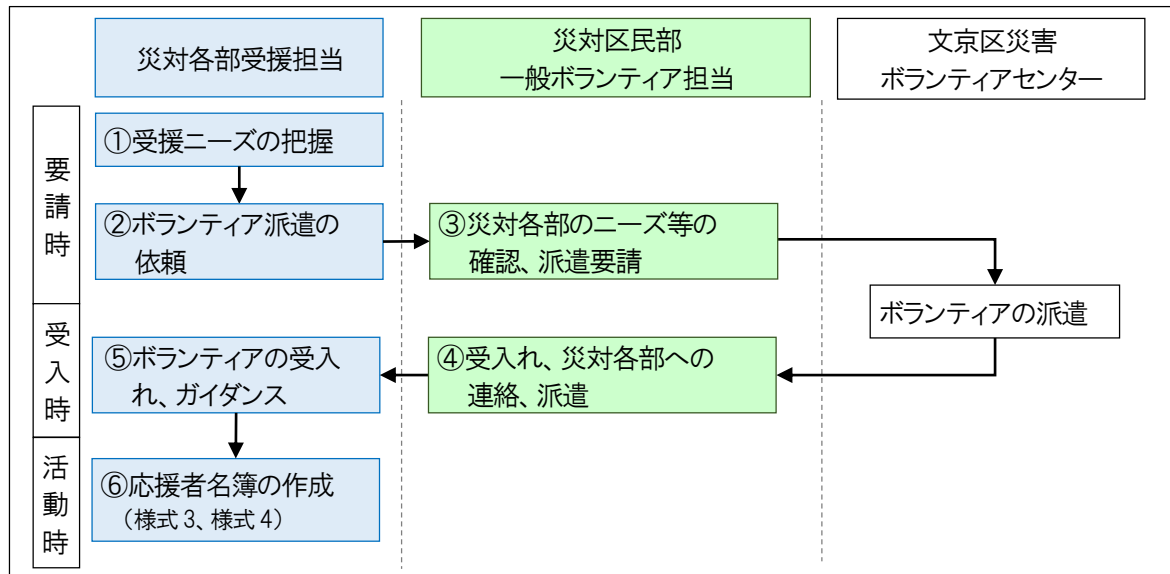 災対各部受援担当
災対区民部
一般ボランティア担当
文京区災害
ボランティアセンター
要請時
①受援ニーズの把握
②ボランティア派遣の
依頼
③災対各部のニーズ等の
確認、派遣要請
ボランティアの派遣
受入時
⑤ボランティアの受入
れ、ガイダンス
④受入れ、災対各部への
連絡、派遣
活動時
⑥応援者名簿の作成
（様式3、様式4）